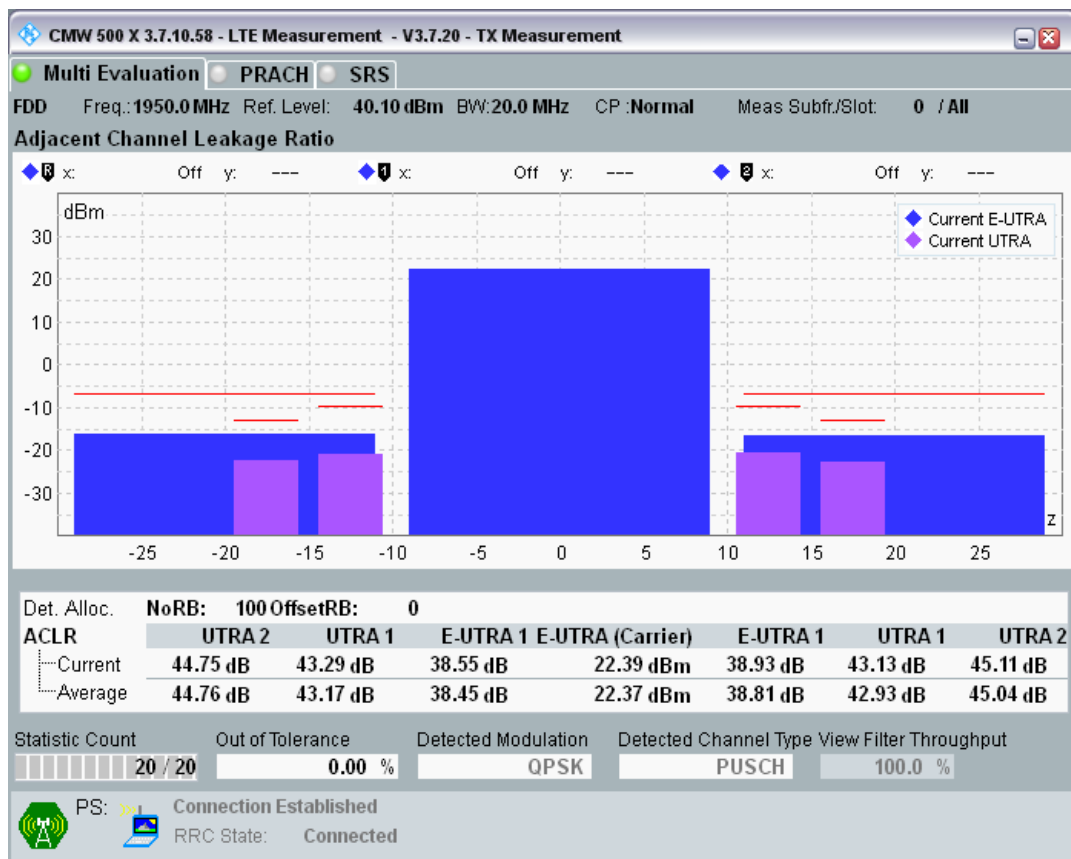 CMW 500 X 3.7.10.58 - LTE Measurement - V3.7.20 - TX Measurement
Multi Evaluation PRACH SRS
FDD Freq.:1950.0 MHz Ref. Level: 40.10 dBm BW:20.0 MHz CP :Normal Meas Subfr./Slot: 0 / All
Adjacent Channel Leakage Ratio
R x: Off y: --- 1 x: Off y: --- 2 x: Off y: ---
dBm
Current E-UTRA
Current UTRA
30
20
10
0
-10
-20
-30
z
-25 -20 -15 -10 -5 0 5 10 15 20 25
Det. Alloc. NoRB: 100 OffsetRB: 0
ACLR UTRA 2 UTRA 1 E-UTRA 1 E-UTRA (Carrier) E-UTRA 1 UTRA 1 UTRA 2
Current 44.75 dB 43.29 dB 38.55 dB 22.39 dBm 38.93 dB 43.13 dB 45.11 dB
Average 44.76 dB 43.17 dB 38.45 dB 22.37 dBm 38.81 dB 42.93 dB 45.04 dB
Statistic Count Out of Tolerance Detected Modulation Detected Channel Type View Filter Throughput
20 / 20 0.00 % QPSK PUSCH 100.0 %
PS: Connection Established
RRC State: Connected